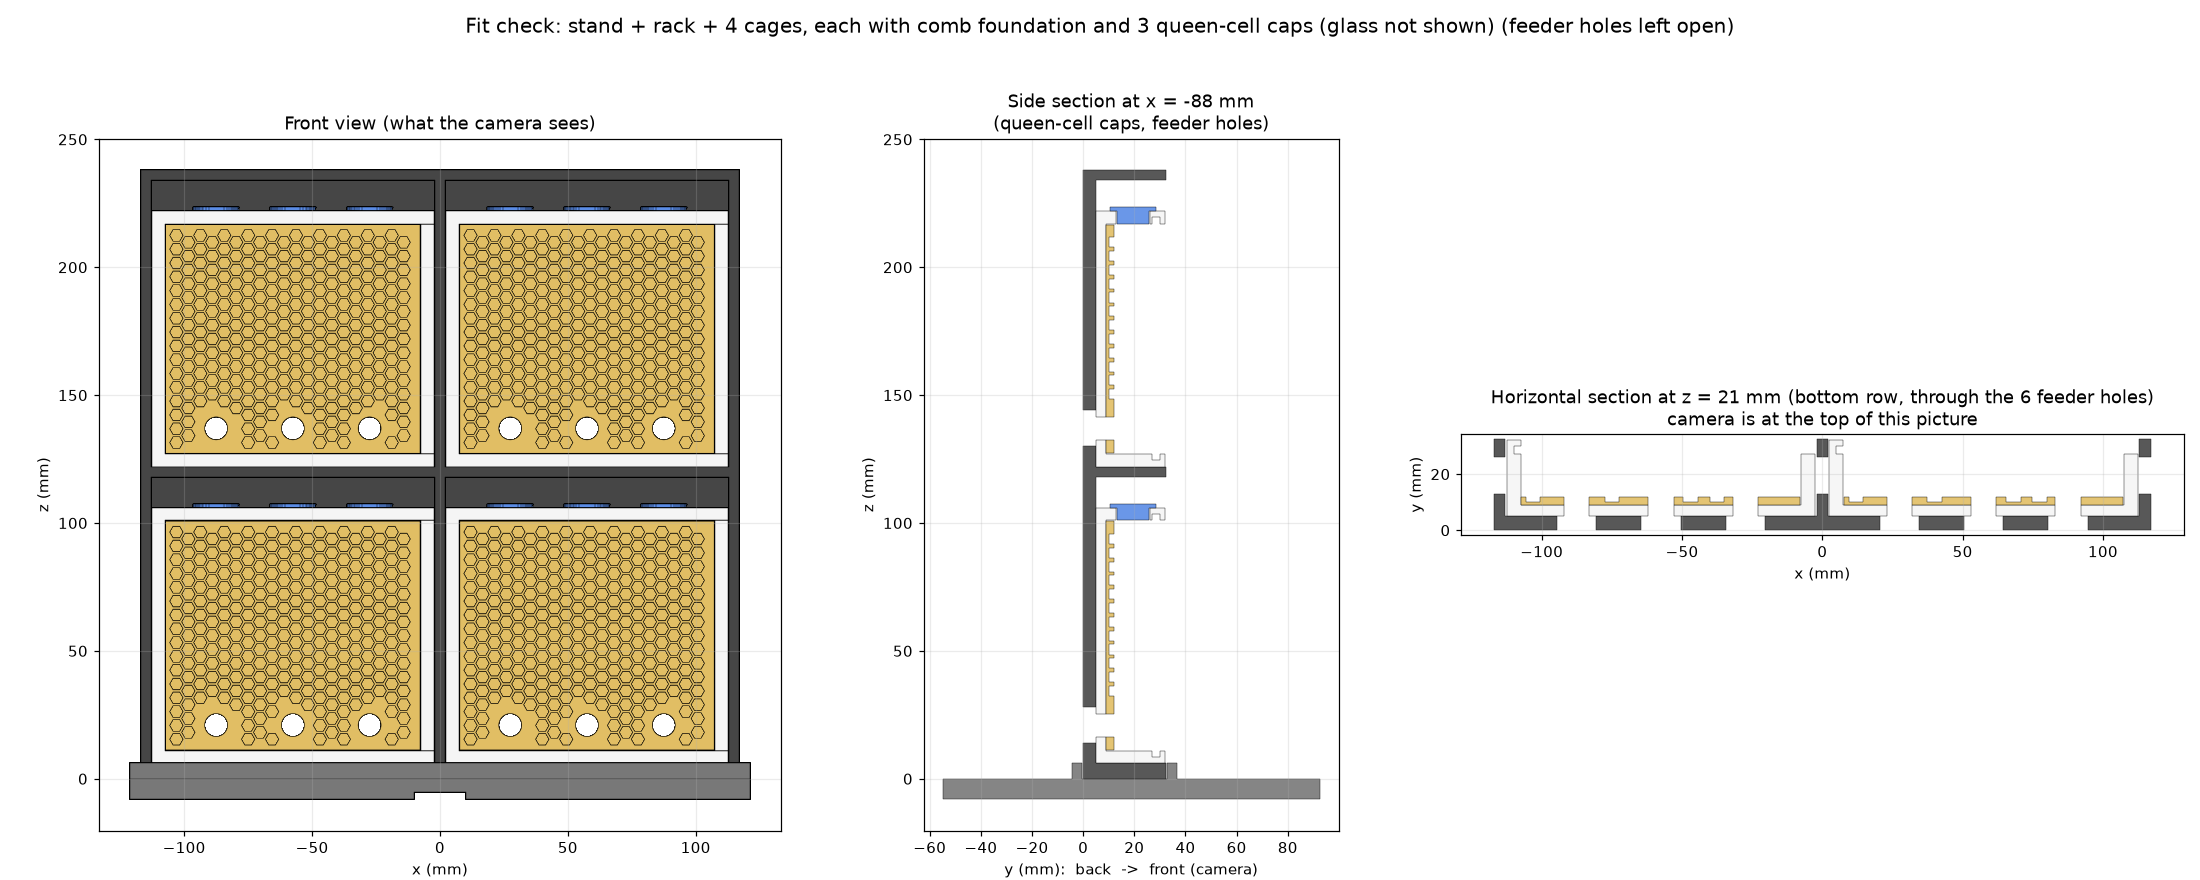 Fit check: stand + rack + 4 cages, each with comb foundation and 3 queen-cell caps (glass not shown) (feeder holes left open)
Front view (what the camera sees)
250
200
150
100
50
0
z (mm)
−100
−50
0
50
100
x (mm)
Side section at x = -88 mm
(queen-cell caps, feeder holes)
250
200
150
100
50
0
z (mm)
−60
−40
−20
0
20
40
60
80
y (mm):  back  ->  front (camera)
Horizontal section at z = 21 mm (bottom row, through the 6 feeder holes)
camera is at the top of this picture
20
0
y (mm)
−100
−50
0
50
100
x (mm)